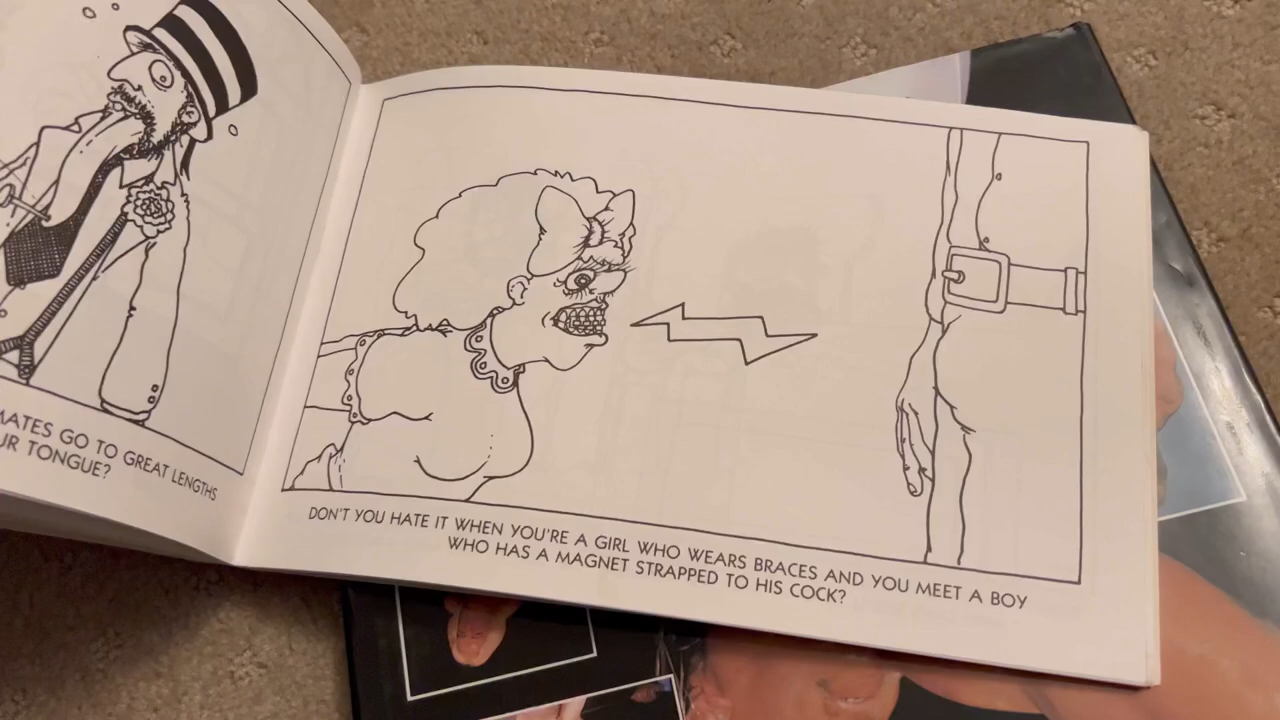 MATES GO TO GREAT LENGTHS
UR TONGUE?
DON'T YOU HATE IT WHEN YOU'RE A GIRL WHO WEARS BRACES AND YOU MEET A BOY
WHO HAS A MAGNET STRAPPED TO HIS COCK?